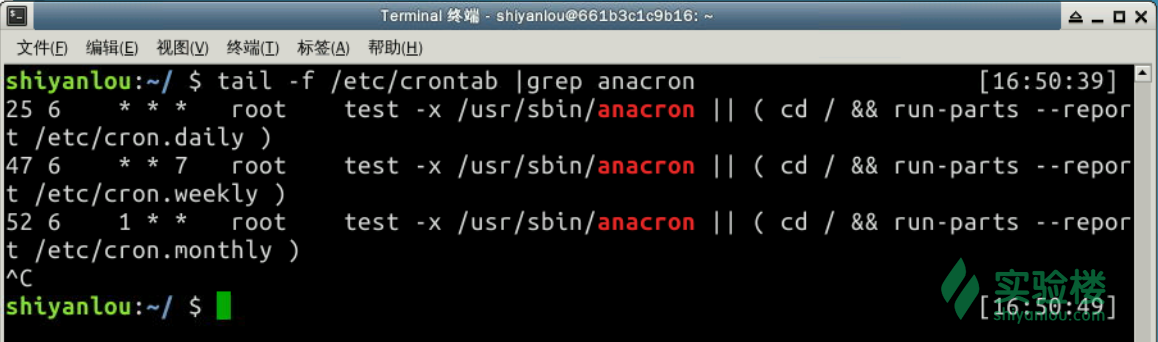 Terminal 终端 - shiyanlou@661b3c1c9b16: ~
文件(F) 编辑(E) 视图(V) 终端(T) 标签(A) 帮助(H)
shiyanlou:~/ $ tail -f /etc/crontab |grep anacron [16:50:39]
25 6 * * * root test -x /usr/sbin/anacron || ( cd / && run-parts --repor
t /etc/cron.daily )
47 6 * * 7 root test -x /usr/sbin/anacron || ( cd / && run-parts --repor
t /etc/cron.weekly )
52 6 1 * * root test -x /usr/sbin/anacron || ( cd / && run-parts --repor
t /etc/cron.monthly )
^C
shiyanlou:~/ $ [16:50:49]
实验楼
shiyanlou.com